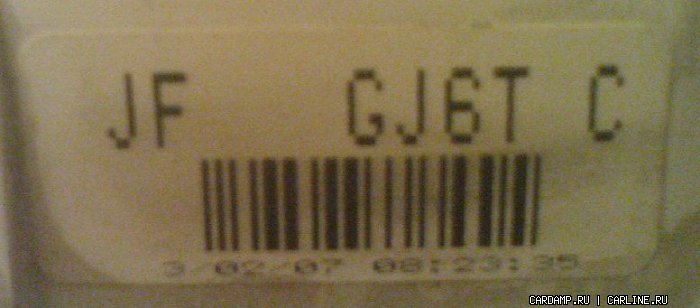 JF GJ6T C
3/02/07 08:23:35
CARDAMP.RU | CARLINE.RU